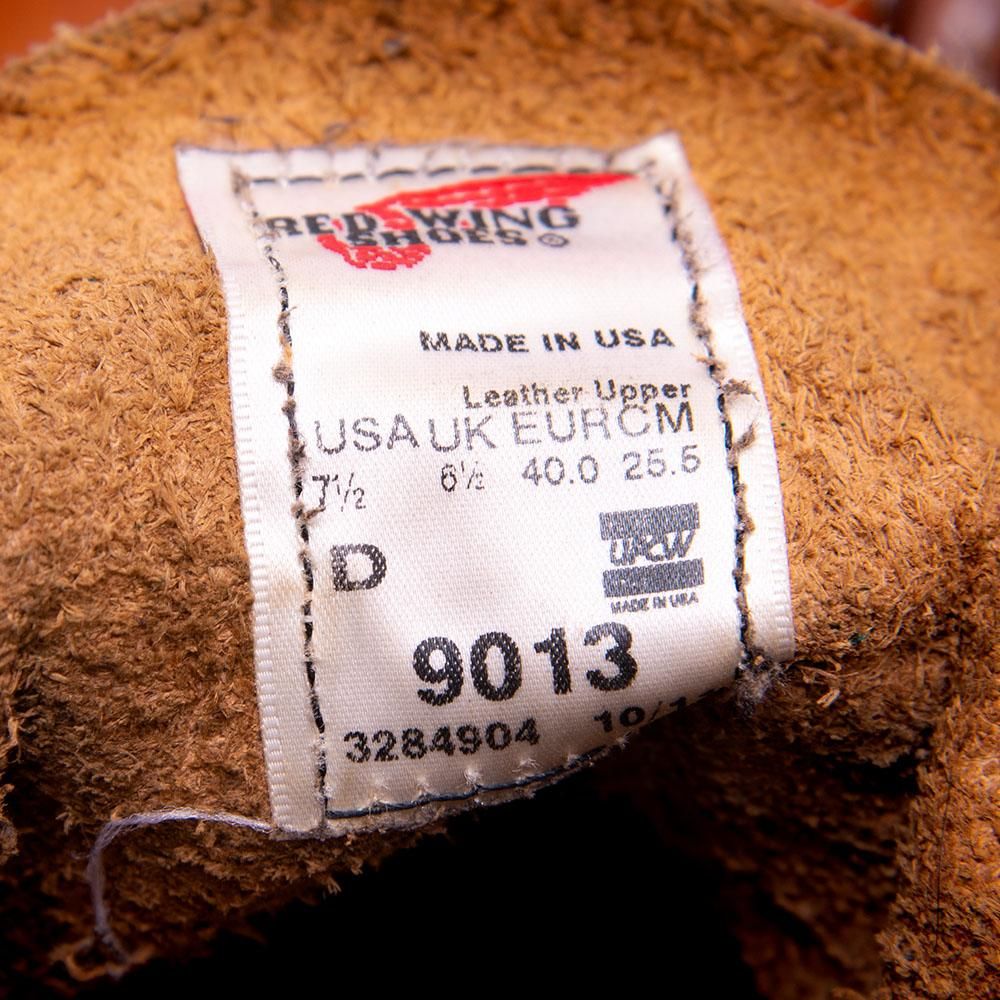 RED WING
SHOES ®
MADE IN USA
Leather Upper
USA UK EUR CM
7½ 6½ 40.0 25.5
D
UFCW
MADE IN USA
9013
3284904